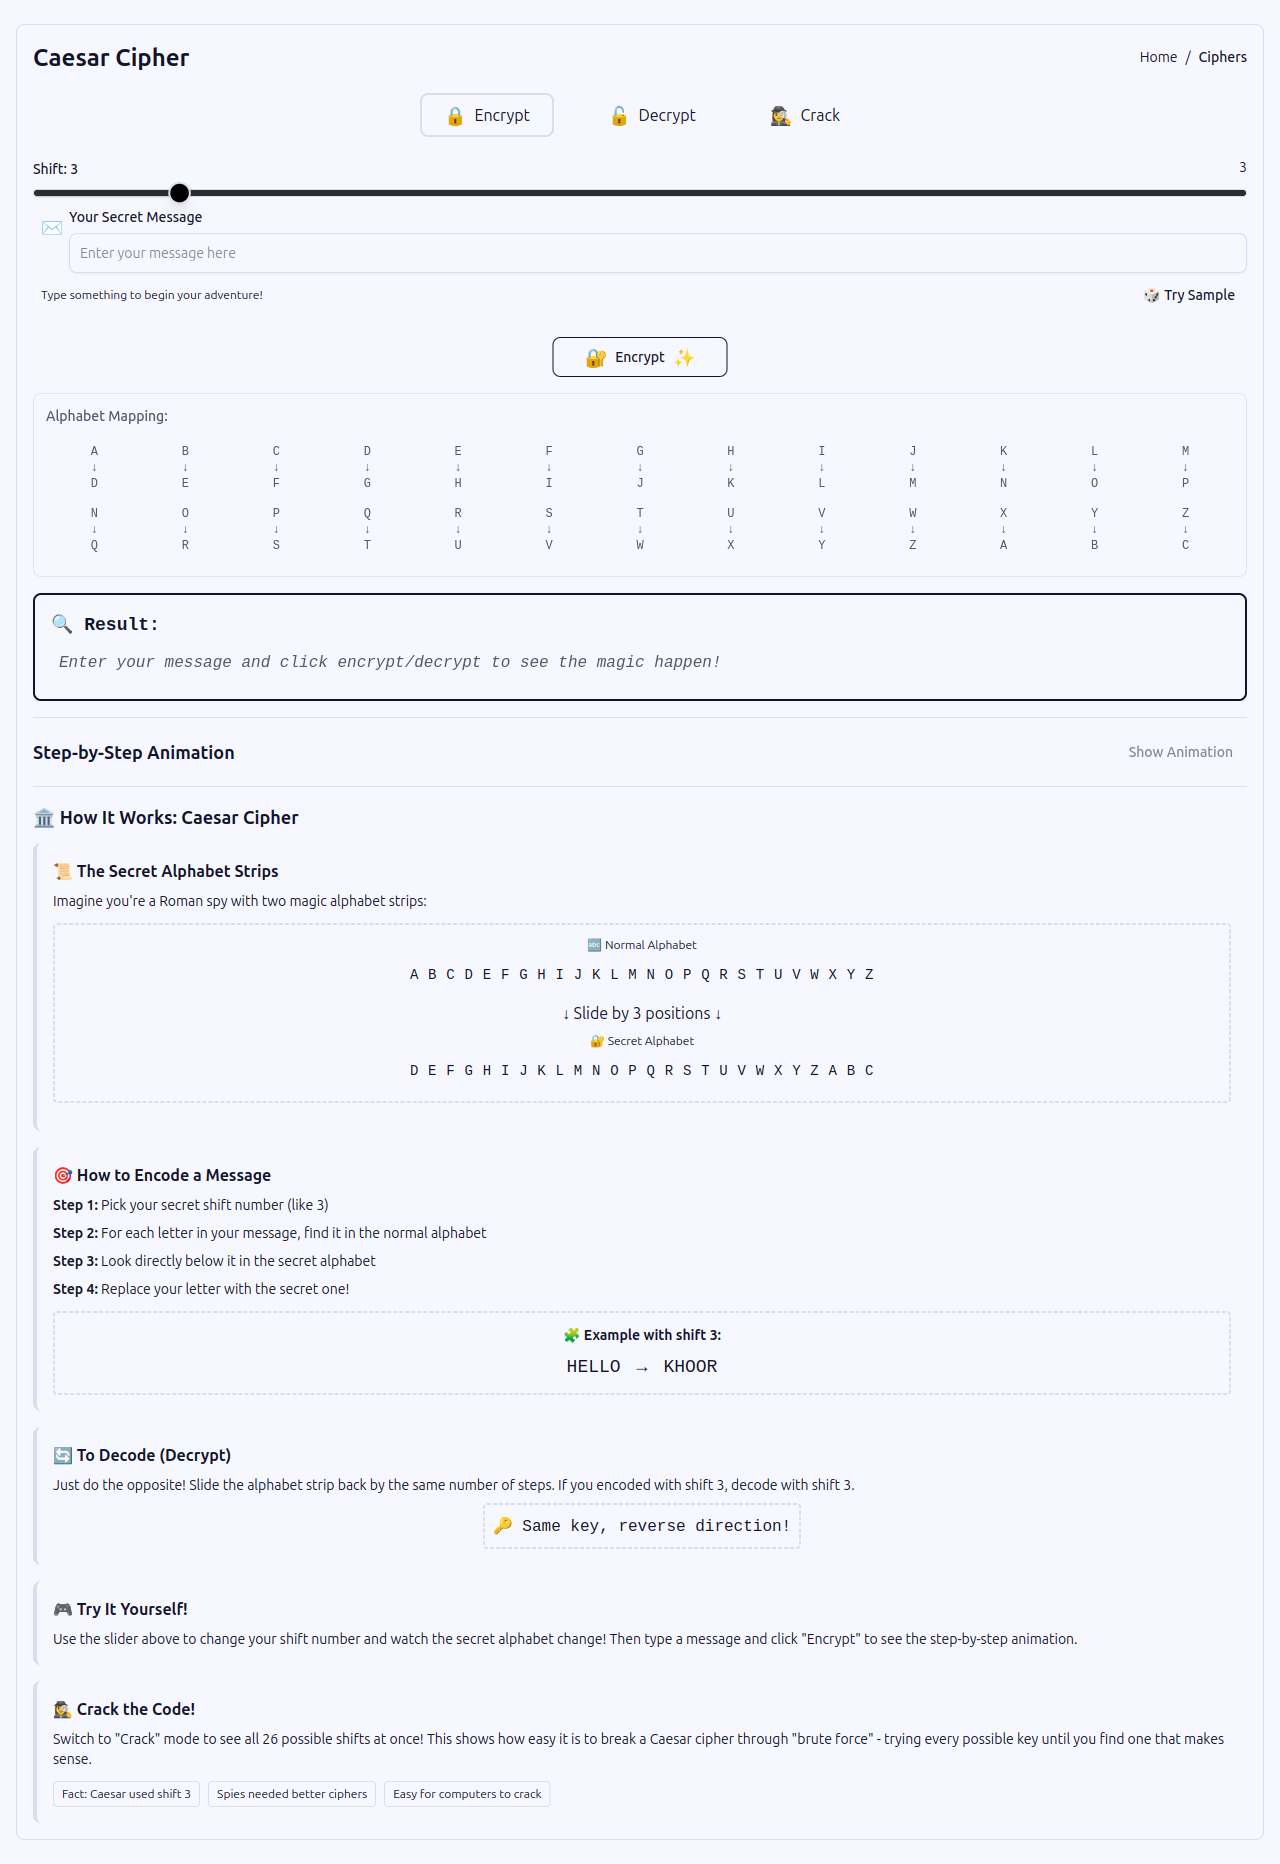 Caesar Cipher
Home / Ciphers
🔒 Encrypt 🔓 Decrypt 🕵️ Crack
Shift: 3
3
✉️ Your Secret Message
Enter your message here
Type something to begin your adventure!
🎲 Try Sample
🔐 Encrypt ✨
Alphabet Mapping:
A B C D E F G H I J K L M
↓ ↓ ↓ ↓ ↓ ↓ ↓ ↓ ↓ ↓ ↓ ↓ ↓
D E F G H I J K L M N O P
N O P Q R S T U V W X Y Z
↓ ↓ ↓ ↓ ↓ ↓ ↓ ↓ ↓ ↓ ↓ ↓ ↓
Q R S T U V W X Y Z A B C
🔍 Result:
Enter your message and click encrypt/decrypt to see the magic happen!
Step-by-Step Animation
Show Animation
🏛️ How It Works: Caesar Cipher
📜 The Secret Alphabet Strips
Imagine you're a Roman spy with two magic alphabet strips:
🔤 Normal Alphabet
A B C D E F G H I J K L M N O P Q R S T U V W X Y Z
↓ Slide by 3 positions ↓
🔐 Secret Alphabet
D E F G H I J K L M N O P Q R S T U V W X Y Z A B C
🎯 How to Encode a Message
Step 1: Pick your secret shift number (like 3)
Step 2: For each letter in your message, find it in the normal alphabet
Step 3: Look directly below it in the secret alphabet
Step 4: Replace your letter with the secret one!
🧩 Example with shift 3:
HELLO → KHOOR
🔄 To Decode (Decrypt)
Just do the opposite! Slide the alphabet strip back by the same number of steps. If you encoded with shift 3, decode with shift 3.
🔑 Same key, reverse direction!
🎮 Try It Yourself!
Use the slider above to change your shift number and watch the secret alphabet change! Then type a message and click "Encrypt" to see the step-by-step animation.
🕵️ Crack the Code!
Switch to "Crack" mode to see all 26 possible shifts at once! This shows how easy it is to break a Caesar cipher through "brute force" - trying every possible key until you find one that makes
sense.
Fact: Caesar used shift 3
Spies needed better ciphers
Easy for computers to crack